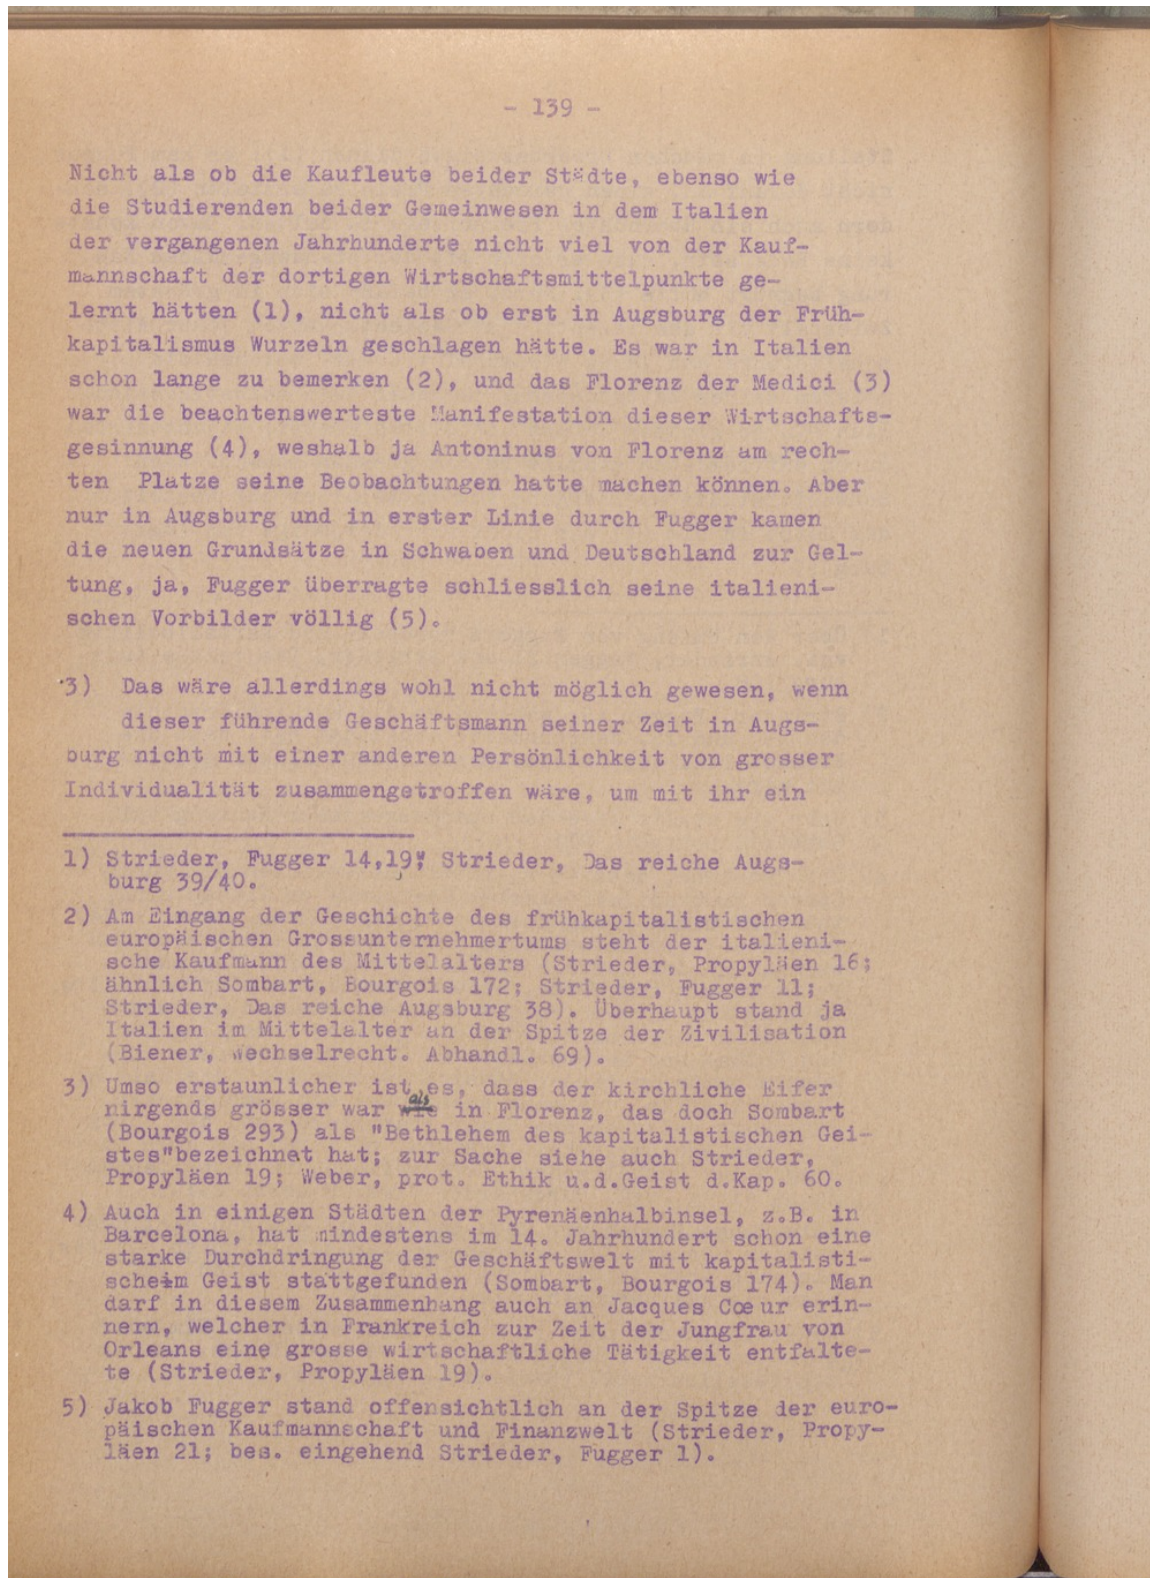 - 139 -
Nicht als ob die Kaufleute beider Städte, ebenso wie
die Studierenden beider Gemeinwesen in dem Italien
der vergangenen Jahrhunderte nicht viel von der Kauf-
mannschaft der dortigen Wirtschaftsmittelpunkte ge-
lernt hätten (1), nicht als ob erst in Augsburg der Früh-
kapitalismus Wurzeln geschlagen hätte. Es war in Italien
schon lange zu bemerken (2), und das Florenz der Medici (3)
war die beachtenswerteste Manifestation dieser Wirtschafts-
gesinnung (4), weshalb ja Antoninus von Florenz am rech-
ten Platze seine Beobachtungen hatte machen können. Aber
nur in Augsburg und in erster Linie durch Fugger kamen
die neuen Grundsätze in Schwaben und Deutschland zur Gel-
tung, ja, Fugger überragte schliesslich seine italieni-
schen Vorbilder völlig (5).
3) Das wäre allerdings wohl nicht möglich gewesen, wenn
dieser führende Geschäftsmann seiner Zeit in Augs-
burg nicht mit einer anderen Persönlichkeit von grosser
Individualität zusammengetroffen wäre, um mit ihr ein
1) Strieder, Fugger 14,19; Strieder, Das reiche Augs-
burg 39/40.
2) Am Eingang der Geschichte des frühkapitalistischen
europäischen Grossunternehmertums steht der italieni-
sche Kaufmann des Mittelalters (Strieder, Propyläen 16;
ähnlich Sombart, Bourgois 172; Strieder, Fugger 11;
Strieder, Das reiche Augsburg 38). Überhaupt stand ja
Italien im Mittelalter an der Spitze der Zivilisation
(Biener, Wechselrecht. Abhandl. 69).
3) Umso erstaunlicher ist es, dass der kirchliche Eifer
nirgends grösser war wie als in Florenz, das doch Sombart
(Bourgois 293) als "Bethlehem des kapitalistischen Gei-
stes"bezeichnet hat; zur Sache siehe auch Strieder,
Propyläen 19; Weber, prot. Ethik u.d.Geist d.Kap. 60.
4) Auch in einigen Städten der Pyrenäenhalbinsel, z.B. in
Barcelona, hat mindestens im 14. Jahrhundert schon eine
starke Durchdringung der Geschäftswelt mit kapitalisti-
scheim Geist stattgefunden (Sombart, Bourgois 174). Man
darf in diesem Zusammenhang auch an Jacques Cœur erin-
nern, welcher in Frankreich zur Zeit der Jungfrau von
Orleans eine grosse wirtschaftliche Tätigkeit entfalte-
te (Strieder, Propyläen 19).
5) Jakob Fugger stand offensichtlich an der Spitze der euro-
päischen Kaufmannschaft und Finanzwelt (Strieder, Propy-
läen 21; bes. eingehend Strieder, Fugger 1).